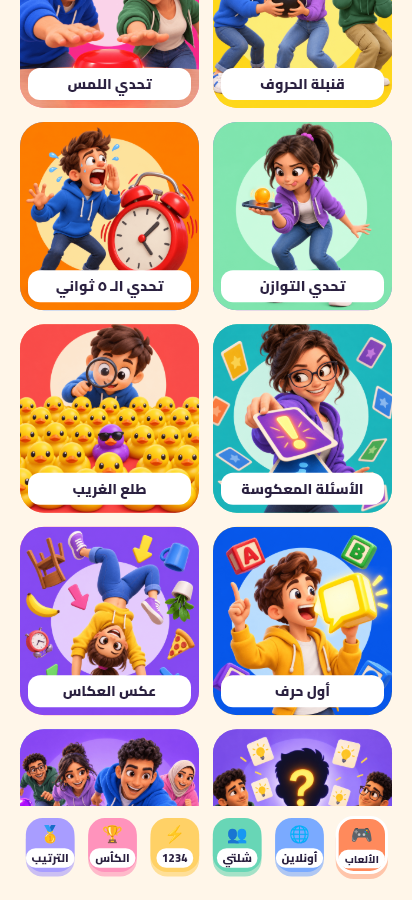 قنبلة الحروف
تحدي اللمس
تحدي التوازن
تحدي الـ ٥ ثواني
الأسئلة المعكوسة
طلع الغريب
A
B
أول حرف
عكس العكاس
?
الألعاب
أونلاين
شلتي
1234
الكأس
الترتيب